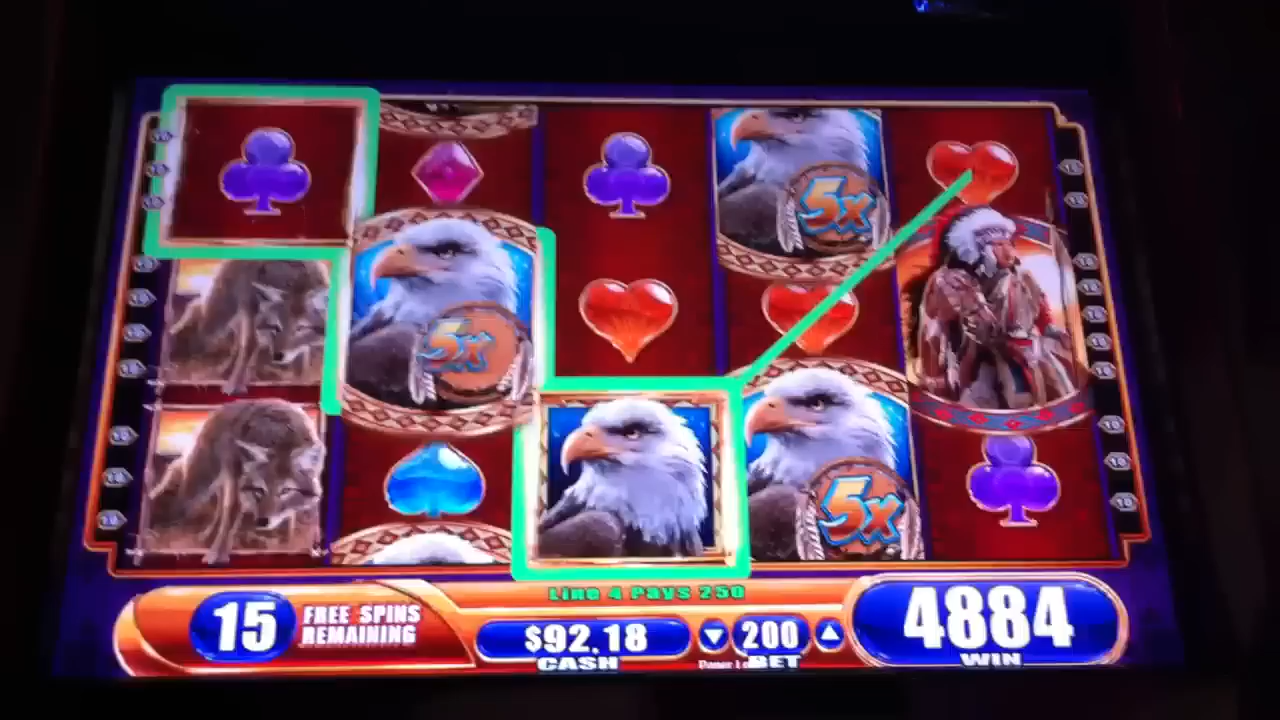 5x
5x
5x
Line 4 Pays 250
15
FREE SPINS
REMAINING
$92.18
CASH
200
BET
4884
WIN